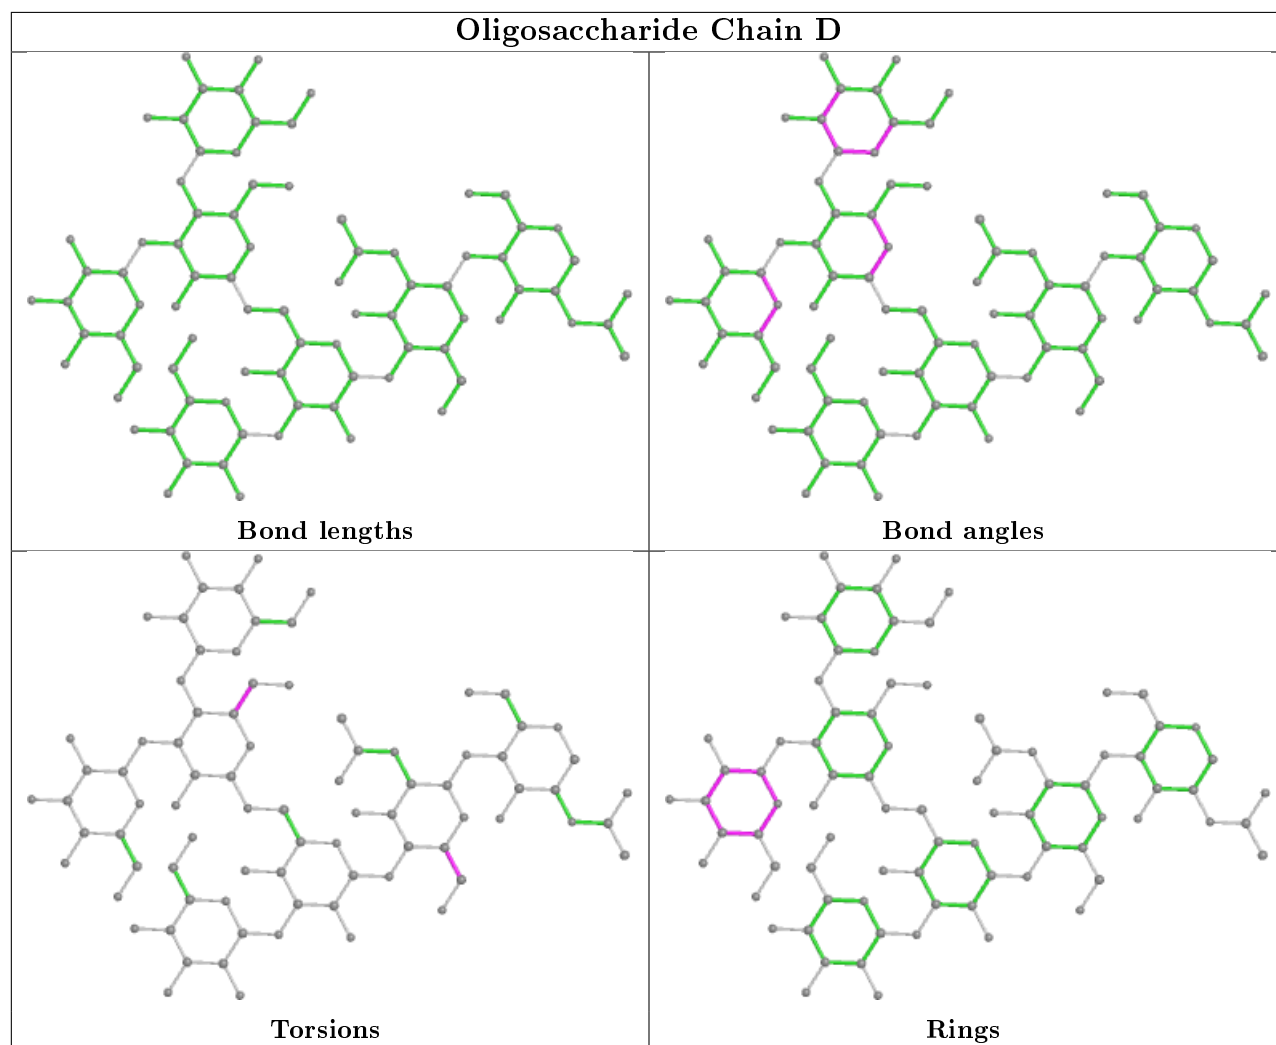 Oligosaccharide Chain D
Bond lengths
Bond angles
Torsions
Rings